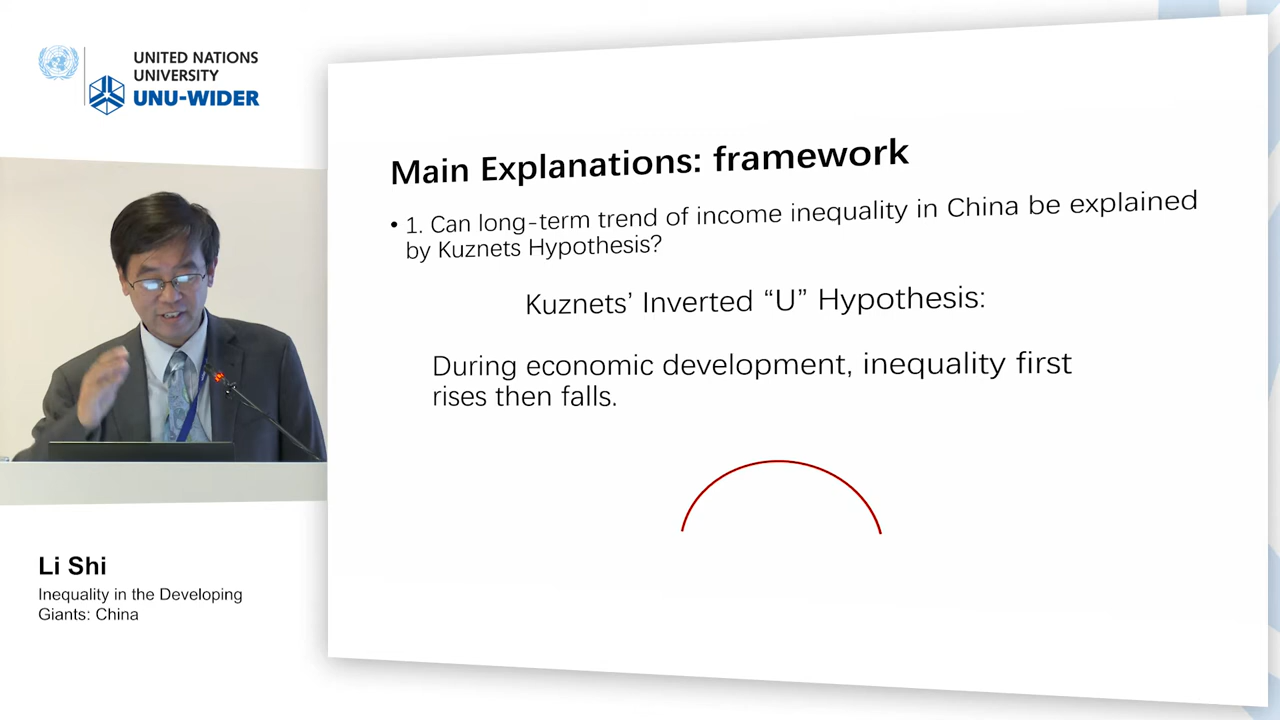 UNITED NATIONS
UNIVERSITY
UNU-WIDER
Main Explanations: framework
• 1. Can long-term trend of income inequality in China be explained
by Kuznets Hypothesis?
Kuznets’ Inverted “U” Hypothesis:
During economic development, inequality first
rises then falls.
Li Shi
Inequality in the Developing
Giants: China